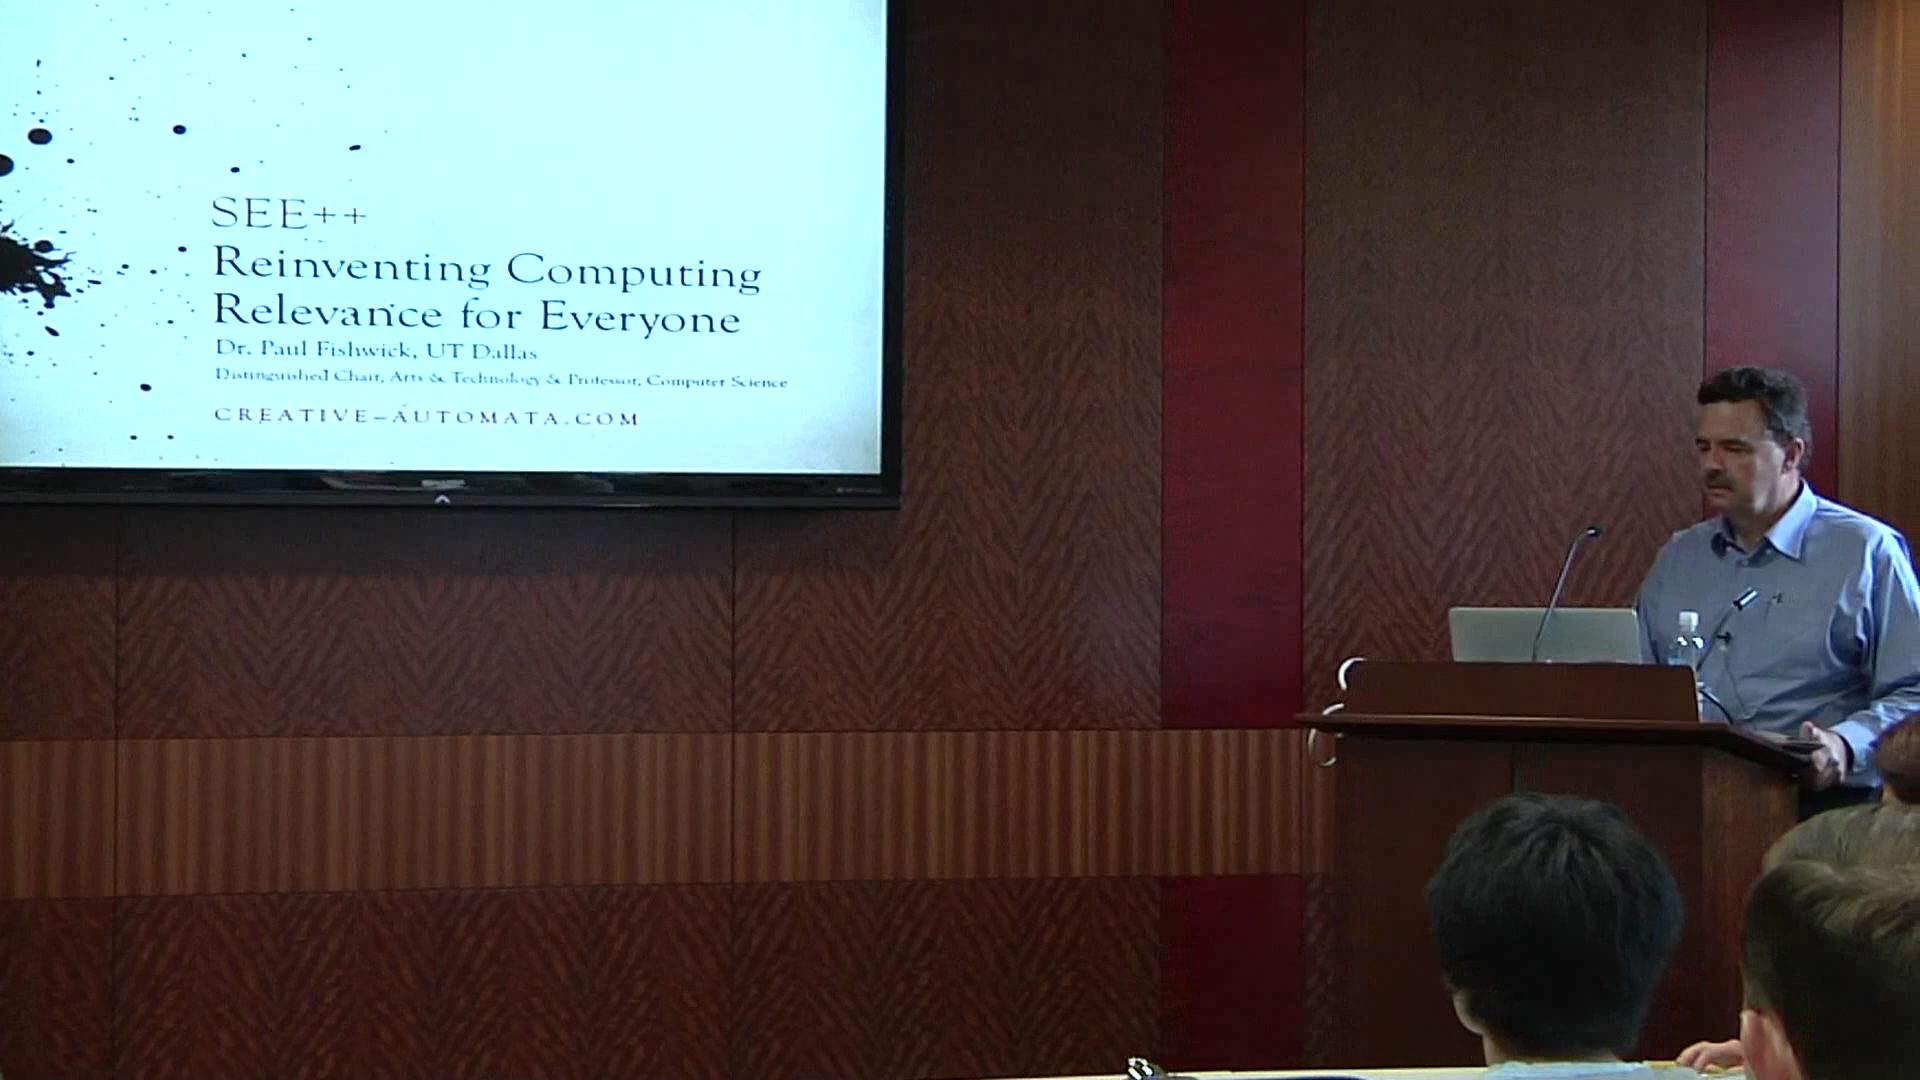 SEE++
Reinventing Computing
Relevance for Everyone
Dr. Paul Fishwick, UT Dallas
Distinguished Chair, Arts & Technology & Professor, Computer Science
CREATIVE-AUTOMATA.COM